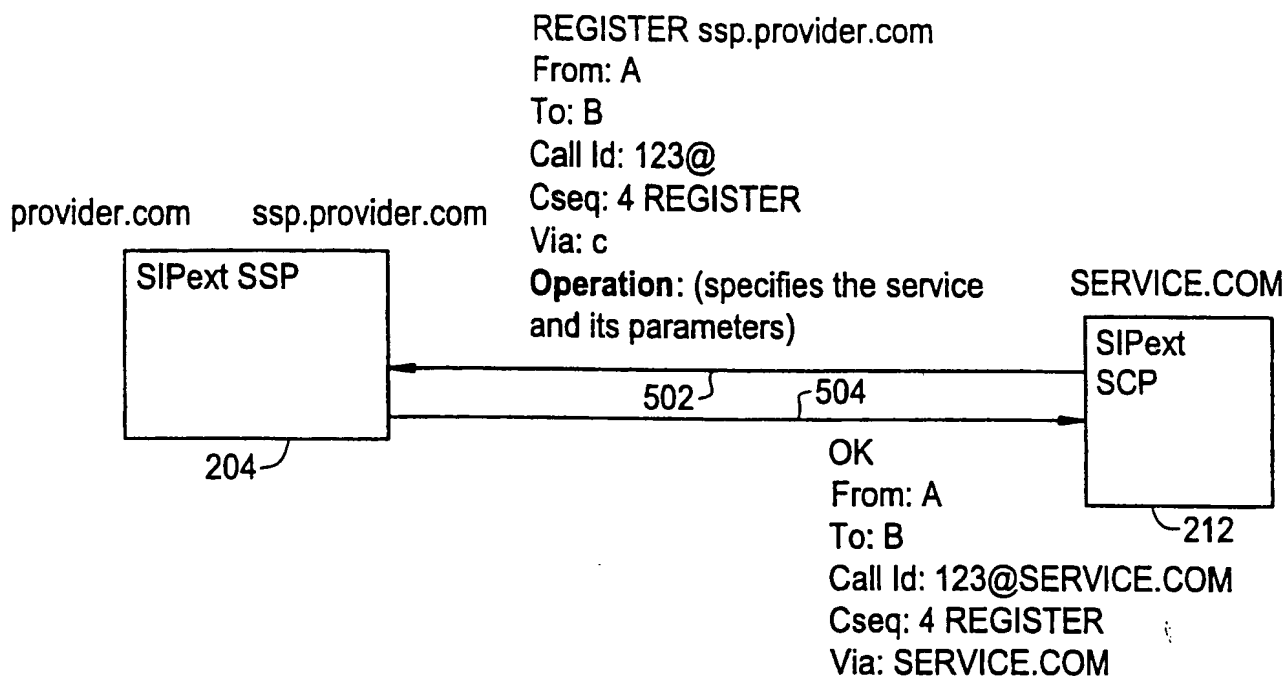 REGISTER ssp.provider.com
From: A
To: B
Call Id: 123@
Cseq: 4 REGISTER
Via: c
Operation: (specifies the service
and its parameters)
provider.com ssp.provider.com
SIPext SSP
204
SERVICE.COM
SIPext
SCP
212
502
504
OK
From: A
To: B
Call Id: 123@SERVICE.COM
Cseq: 4 REGISTER
Via: SERVICE.COM